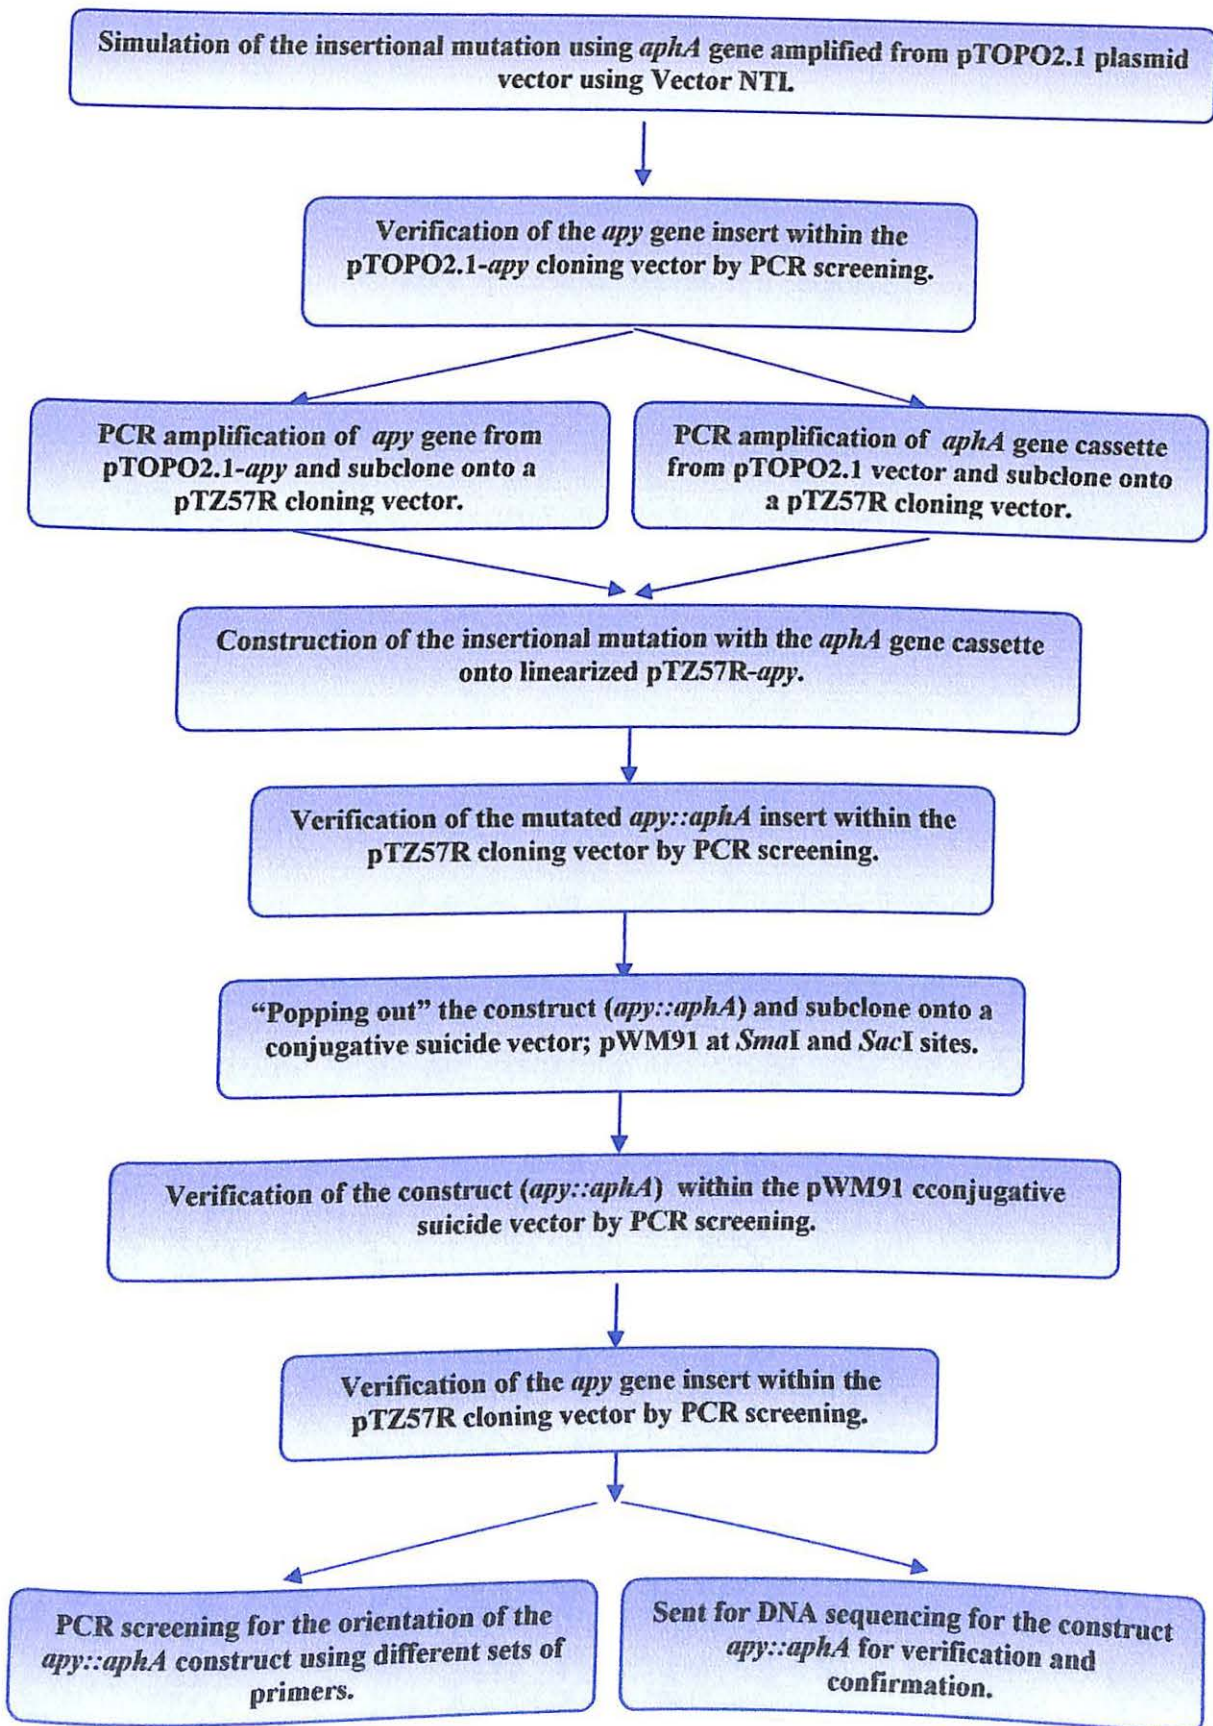 Simulation of the insertional mutation using aphA gene amplified from pTOPO2.1 plasmid
vector using Vector NTI.
Verification of the apy gene insert within the
pTOPO2.1-apy cloning vector by PCR screening.
PCR amplification of apy gene from
pTOPO2.1-apy and subclone onto a
pTZ57R cloning vector.
PCR amplification of aphA gene cassette
from pTOPO2.1 vector and subclone onto
a pTZ57R cloning vector.
Construction of the insertional mutation with the aphA gene cassette
onto linearized pTZ57R-apy.
Verification of the mutated apy::aphA insert within the
pTZ57R cloning vector by PCR screening.
“Popping out” the construct (apy::aphA) and subclone onto a
conjugative suicide vector; pWM91 at SmaI and SacI sites.
Verification of the construct (apy::aphA) within the pWM91 cconjugative
suicide vector by PCR screening.
Verification of the apy gene insert within the
pTZ57R cloning vector by PCR screening.
PCR screening for the orientation of the
apy::aphA construct using different sets of
primers.
Sent for DNA sequencing for the construct
apy::aphA for verification and
confirmation.